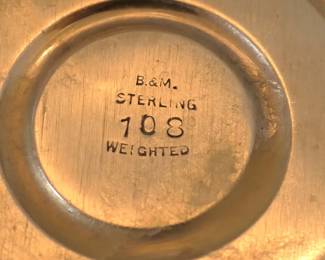 B.&M.
STERLING
108
WEIGHTED